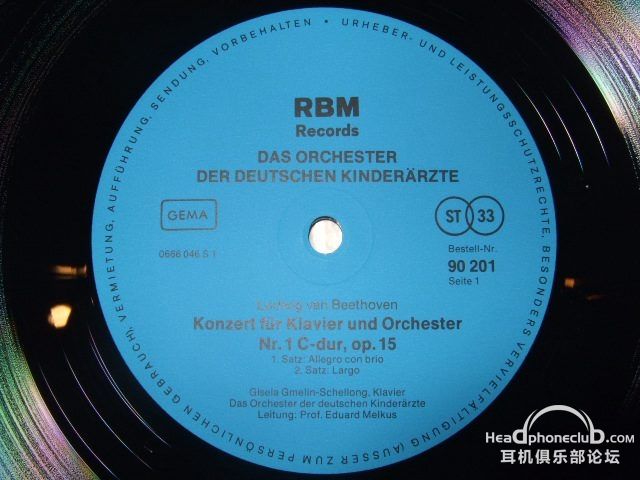 URHEBER- UND LEISTUNGSSCHUTZRECHTE, BESONDERS VERVIELFÄLTIGUNG (AUSSER ZUM PERSÖNLICHEN GEBRAUCH), VERMIETUNG, AUFFÜHRUNG, SENDUNG, VORBEHALTEN *
RBM
Records
DAS ORCHESTER
DER DEUTSCHEN KINDERÄRZTE
GEMA
ST 33
0666 046 S 1
Bestell-Nr.
90 201
Seite 1
Ludwig van Beethoven
Konzert für Klavier und Orchester
Nr. 1 C-dur, op. 15
1. Satz: Allegro con brio
2. Satz: Largo
Gisela Gmelin-Schellong, Klavier
Das Orchester der deutschen Kinderärzte
Leitung: Prof. Eduard Melkus
HeadphonecluB.com
耳机俱乐部论坛